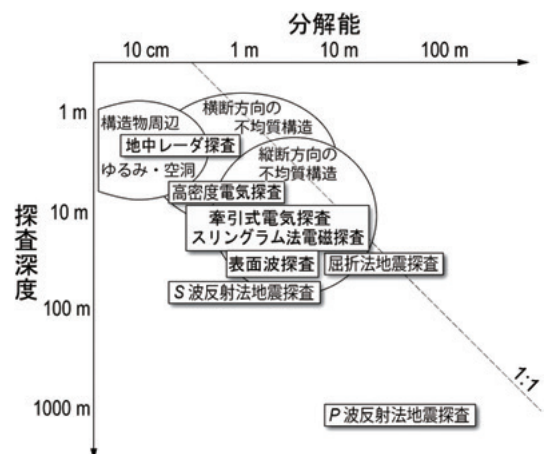 分解能
10 cm
1 m
10 m
100 m
探査深度
1 m
10 m
100 m
1000 m
横断方向の
不均質構造
構造物周辺
地中レーダ探査
ゆるみ・空洞
縦断方向の
不均質構造
高密度電気探査
牽引式電気探査
スリングラム法電磁探査
表面波探査
屈折法地震探査
S 波反射法地震探査
1:1
P 波反射法地震探査